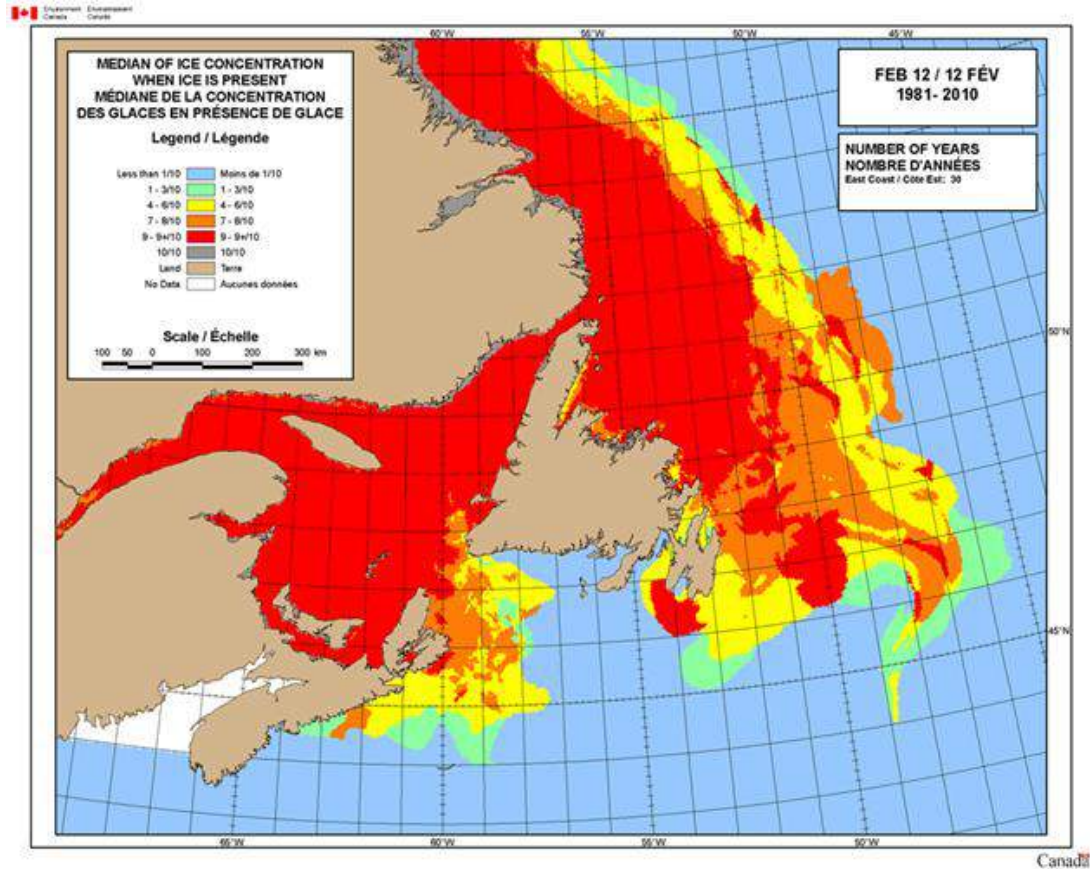 Environment Environnement
Canada Canada
MEDIAN OF ICE CONCENTRATION
WHEN ICE IS PRESENT
MÉDIANE DE LA CONCENTRATION
DES GLACES EN PRÉSENCE DE GLACE
Legend / Légende
Less than 1/10 Moins de 1/10
1 - 3/10 1 - 3/10
4 - 6/10 4 - 6/10
7 - 8/10 7 - 8/10
9 - 9+/10 9 - 9+/10
10/10 10/10
Land Terre
No Data Aucunes données
Scale / Échelle
100 50 0 100 200 300 km
60°W 55°W 50°W 45°W
FEB 12 / 12 FÉV
1981- 2010
NUMBER OF YEARS
NOMBRE D'ANNÉES
East Coast / Côte Est: 30
50°N
45°N
65°W 60°W 55°W 50°W
Canada